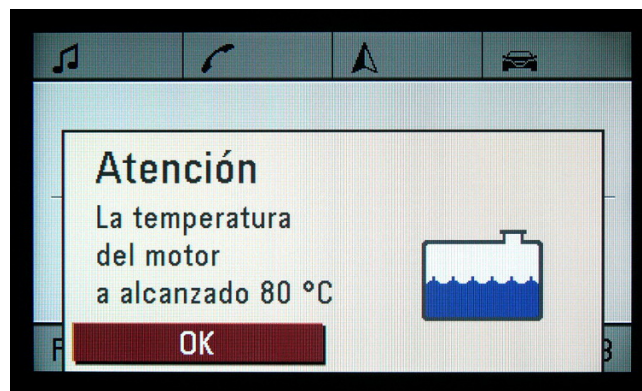 Atención
La temperatura
del motor
a alcanzado 80 °C
OK